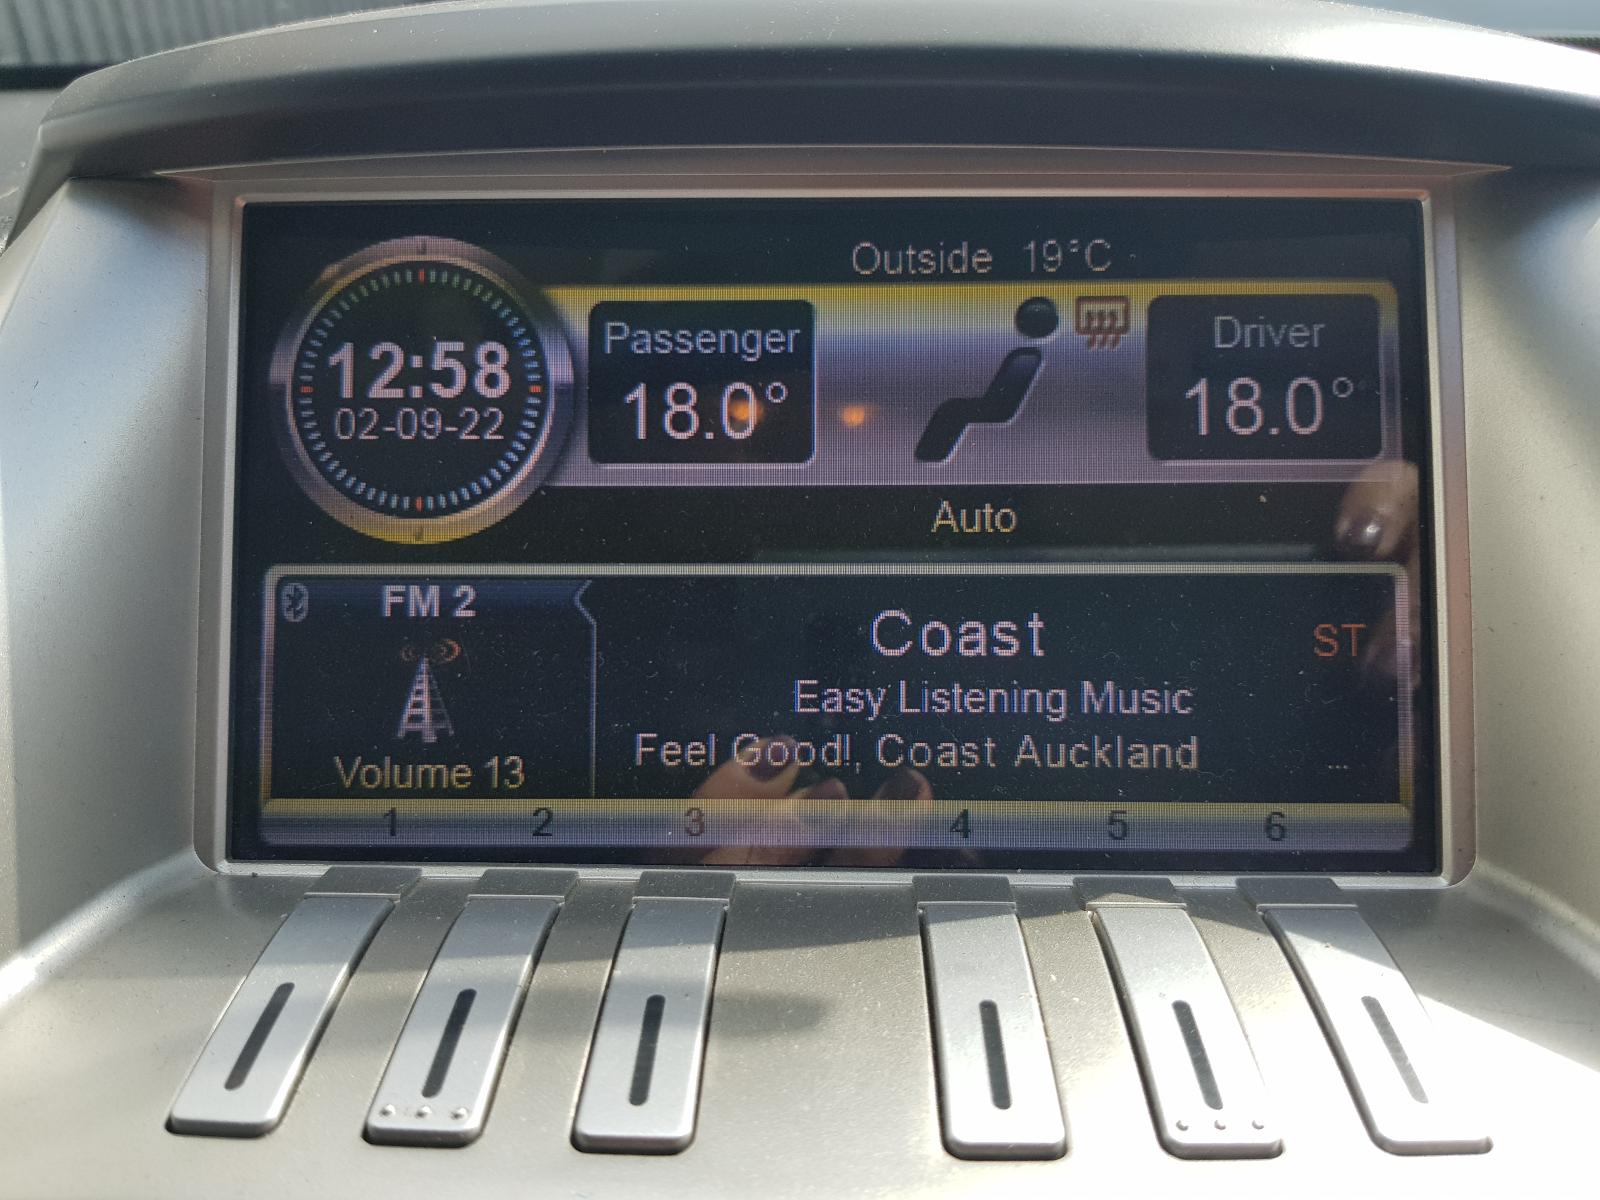 Outside 19°C
12:58
02-09-22
Passenger
18.0°
Driver
18.0°
Auto
FM 2
Volume 13
Coast
ST
Easy Listening Music
Feel Good!, Coast Auckland
...
1 2 3 4 5 6